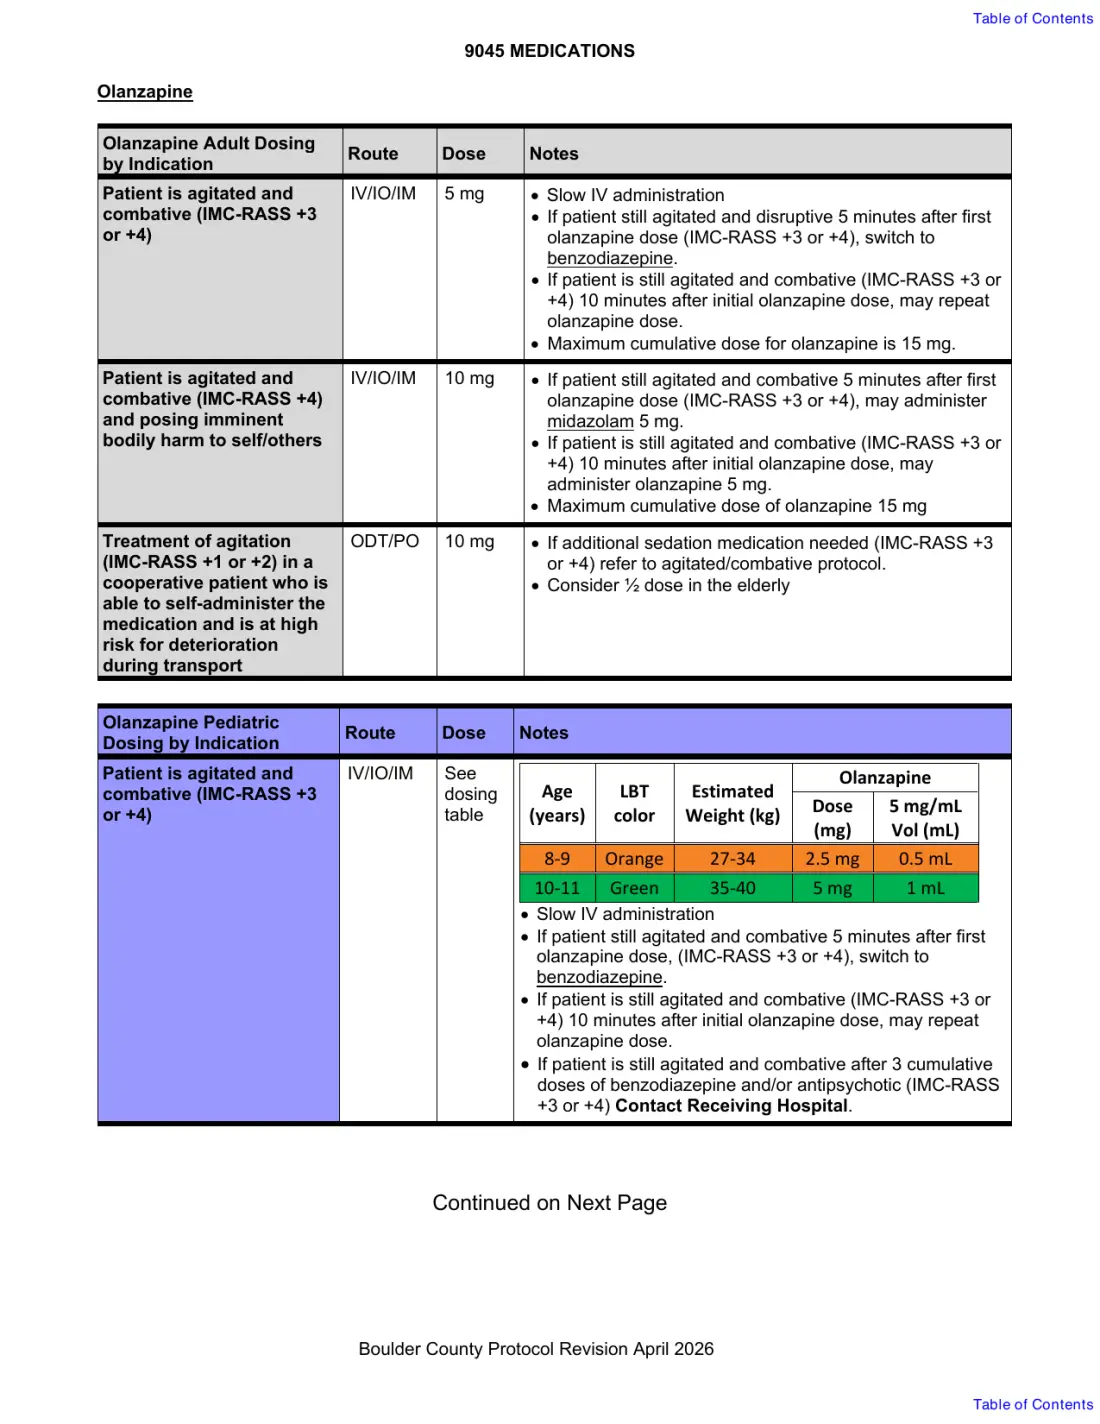 Table of Contents
9045 MEDICATIONS
Olanzapine
Olanzapine Adult Dosing
by Indication
Route
Dose
Notes
Patient is agitated and
combative (IMC-RASS +3
or +4)
IV/IO/IM
5 mg
• Slow IV administration
• If patient still agitated and disruptive 5 minutes after first
olanzapine dose (IMC-RASS +3 or +4), switch to
benzodiazepine.
• If patient is still agitated and combative (IMC-RASS +3 or
+4) 10 minutes after initial olanzapine dose, may repeat
olanzapine dose.
• Maximum cumulative dose for olanzapine is 15 mg.
Patient is agitated and
combative (IMC-RASS +4)
and posing imminent
bodily harm to self/others
IV/IO/IM
10 mg
• If patient still agitated and combative 5 minutes after first
olanzapine dose (IMC-RASS +3 or +4), may administer
midazolam 5 mg.
• If patient is still agitated and combative (IMC-RASS +3 or
+4) 10 minutes after initial olanzapine dose, may
administer olanzapine 5 mg.
• Maximum cumulative dose of olanzapine 15 mg
Treatment of agitation
(IMC-RASS +1 or +2) in a
cooperative patient who is
able to self-administer the
medication and is at high
risk for deterioration
during transport
ODT/PO
10 mg
• If additional sedation medication needed (IMC-RASS +3
or +4) refer to agitated/combative protocol.
• Consider ½ dose in the elderly
Olanzapine Pediatric
Dosing by Indication
Route
Dose
Notes
Patient is agitated and
combative (IMC-RASS +3
or +4)
IV/IO/IM
See
dosing
table
Age
(years)
LBT
color
Estimated
Weight (kg)
Olanzapine
Dose
(mg)
5 mg/mL
Vol (mL)
8-9 Orange 27-34 2.5 mg 0.5 mL
10-11 Green 35-40 5 mg 1 mL
• Slow IV administration
• If patient still agitated and combative 5 minutes after first
olanzapine dose, (IMC-RASS +3 or +4), switch to
benzodiazepine.
• If patient is still agitated and combative (IMC-RASS +3 or
+4) 10 minutes after initial olanzapine dose, may repeat
olanzapine dose.
• If patient is still agitated and combative after 3 cumulative
doses of benzodiazepine and/or antipsychotic (IMC-RASS
+3 or +4) Contact Receiving Hospital.
Continued on Next Page
Boulder County Protocol Revision April 2026
Table of Contents